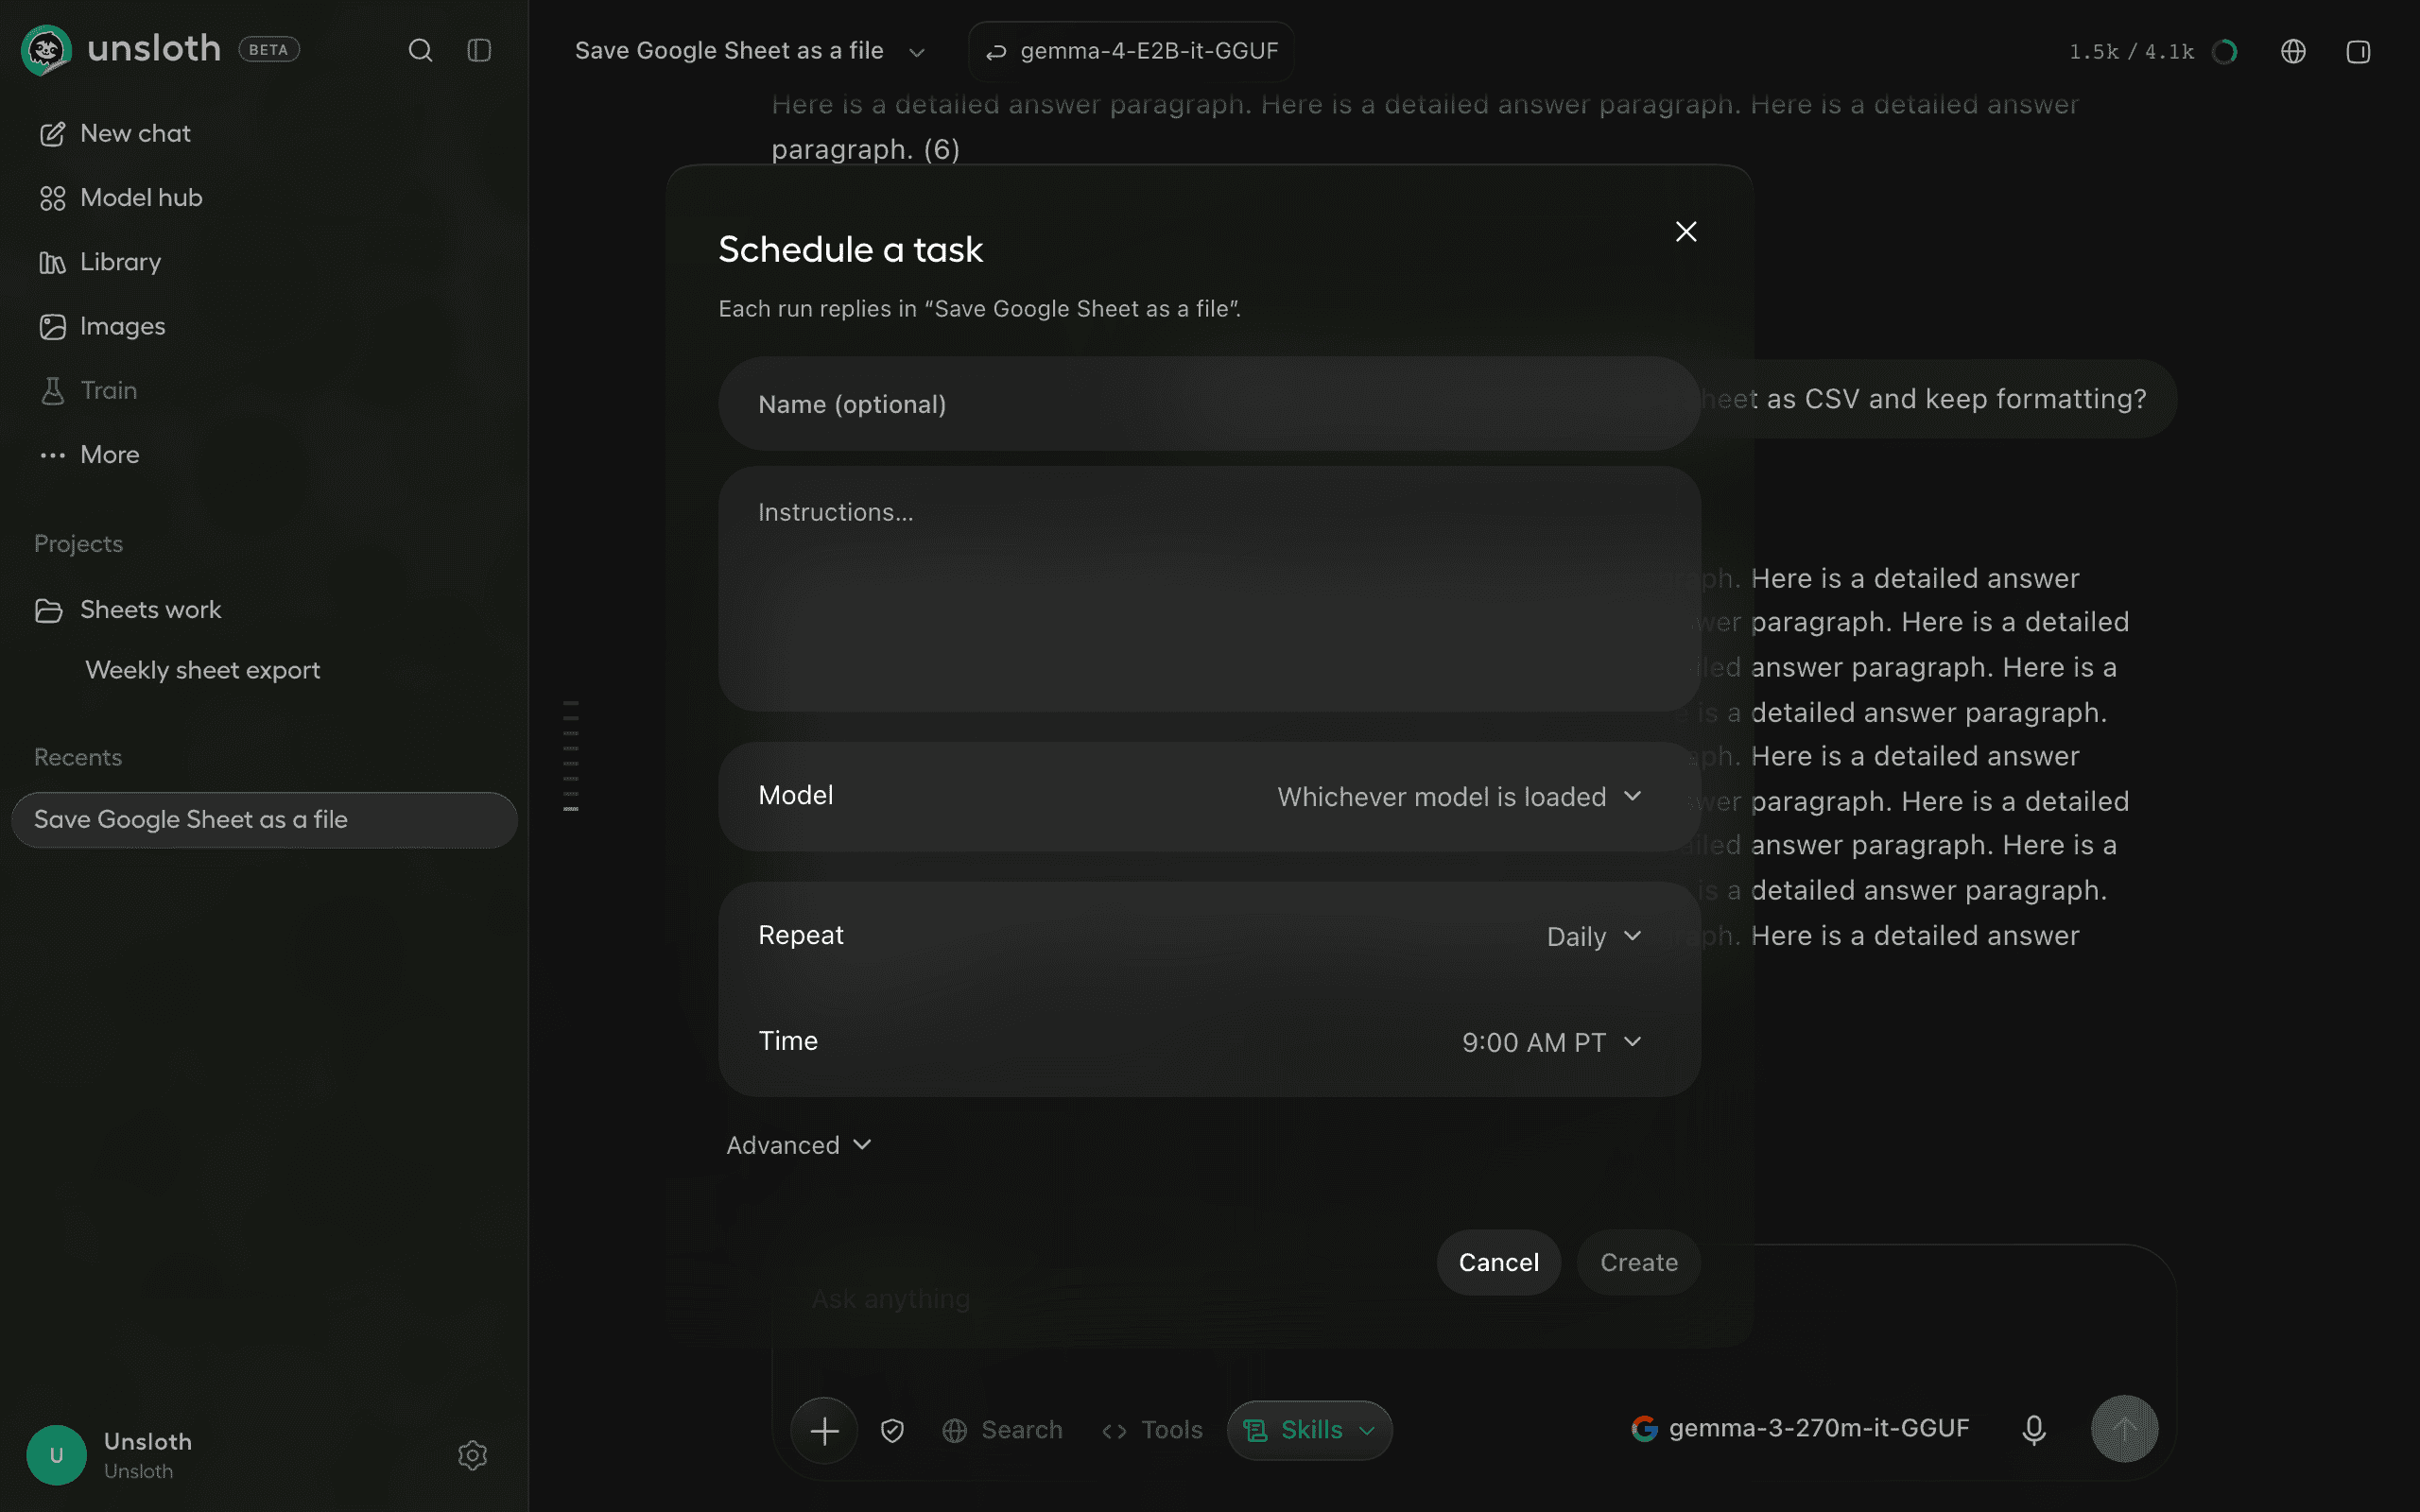 unsloth BETA
New chat
Model hub
Library
Images
Train
More
Projects
Sheets work
Weekly sheet export
Recents
Save Google Sheet as a file
U
Unsloth
Unsloth
Save Google Sheet as a file
gemma-4-E2B-it-GGUF
1.5k / 4.1k
Here is a detailed answer paragraph. Here is a detailed answer paragraph. Here is a detailed answer
paragraph. (6)
Schedule a task
Each run replies in “Save Google Sheet as a file”.
Name (optional)
as CSV and keep formatting?
Instructions...
Here is a detailed answer
paragraph. Here is a detailed
answer paragraph. Here is a
is a detailed answer paragraph.
Model
Whichever model is loaded
Here is a detailed answer
paragraph. Here is a detailed
answer paragraph. Here is a
is a detailed answer paragraph.
Repeat
Daily
Here is a detailed answer
Time
9:00 AM PT
Advanced
Cancel
Create
Ask anything
Search
Tools
Skills
gemma-3-270m-it-GGUF